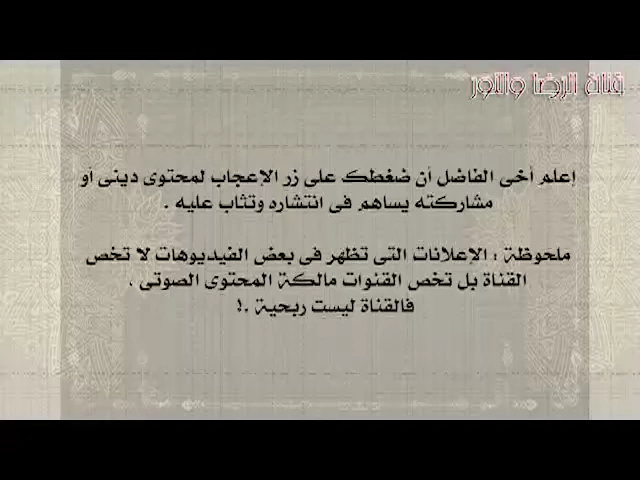 قناة الرضا والنور
إعلم أخى الفاضل أن ضغطك على زر الإعجاب لمحتوى دينى أو
مشاركته يساهم فى انتشاره وتثاب عليه .
ملحوظة : الإعلانات التى تظهر فى بعض الفيديوهات لا تخص
القناة بل تخص القنوات مالكة المحتوى الصوتى ،
فالقناة ليست ربحية .!